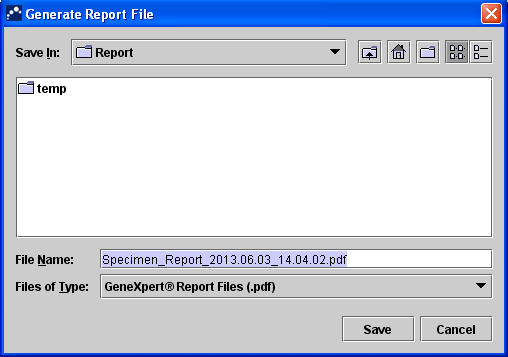 Generate Report File
Save In: Report
temp
File Name: Specimen_Report_2013.06.03_14.04.02.pdf
Files of Type: GeneXpert® Report Files (.pdf)
Save Cancel